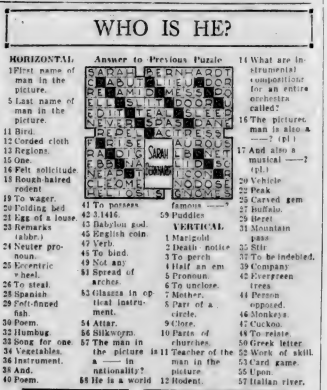 WHO IS HE?
HORIZONTAL
1 First name of
man in the
picture.
5 Last name of
man in the
picture.
11 Bird.
12 Corded cloth
13 Regions.
15 One.
16 Felt solicitude.
18 Rough-haired
rodent
19 To wager.
20 Folding bed
21 Egg of a louse.
23 Remarks
(abbr.)
24 Neuter pro-
noun.
25 Eccentric
wheel.
26 To steal.
28 Spanish
29 Soft-finned
fish.
30 Poem.
32 Humbug.
33 Song for one
34 Vegetables.
36 Instrument.
38 And.
40 Poem.
Answer to Previous Puzzle
SARAH BERNHARDT
SARAH
BERNHARDT
41 To possess
42 3.1416.
43 Babylon god.
45 English coin.
47 Verb.
48 To bind.
49 Not any
51 Spread of
arches.
53 Glasses in op
tical instru-
ment.
54 Attar.
56 Silkworm.
57 The man in
the picture is
a — in
nationality?
58 He is a world
famous —?
59 Puddles
VERTICAL
1 Marigold
2 Death notice
3 To perch
4 Half an em
5 Pronoun.
6 To unclose.
7 Mother.
8 Part of a
circle.
9 Clote.
10 Parts of
churches.
11 Teacher of the
man in the
picture
12 Rodent.
14 What are in-
strumental
compositions
for an entire
orchestra
called?
16 The pictured
man is also a
—? (pl.)
17 And also a
musical —?
(pl.)
20 Vehicle
22 Peak
25 Carved gem
27 Buffalo.
29 Beret
31 Mountain
pass
35 Stir
37 To be indebted.
39 Company
42 Evergreen
trees
44 Person
opposed.
46 Monkeys.
47 Cuckoo.
48 To relate.
50 Greek letter.
52 Work of skill.
53 Card game.
55 Upon.
57 Italian river.